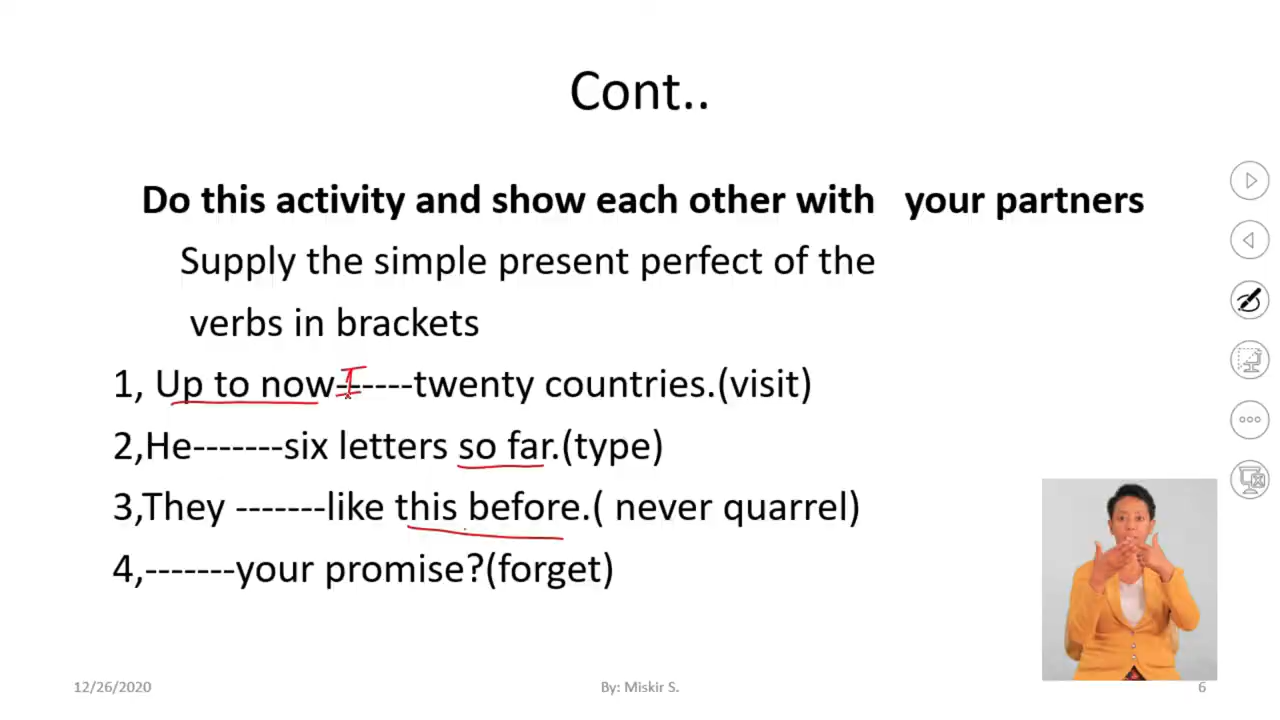 Cont..
Do this activity and show each other with your partners
Supply the simple present perfect of the
verbs in brackets
1, Up to now-I-----twenty countries.(visit)
2,He-------six letters so far.(type)
3,They -------like this before.( never quarrel)
4,-------your promise?(forget)
12/26/2020
By: Miskir S.
6